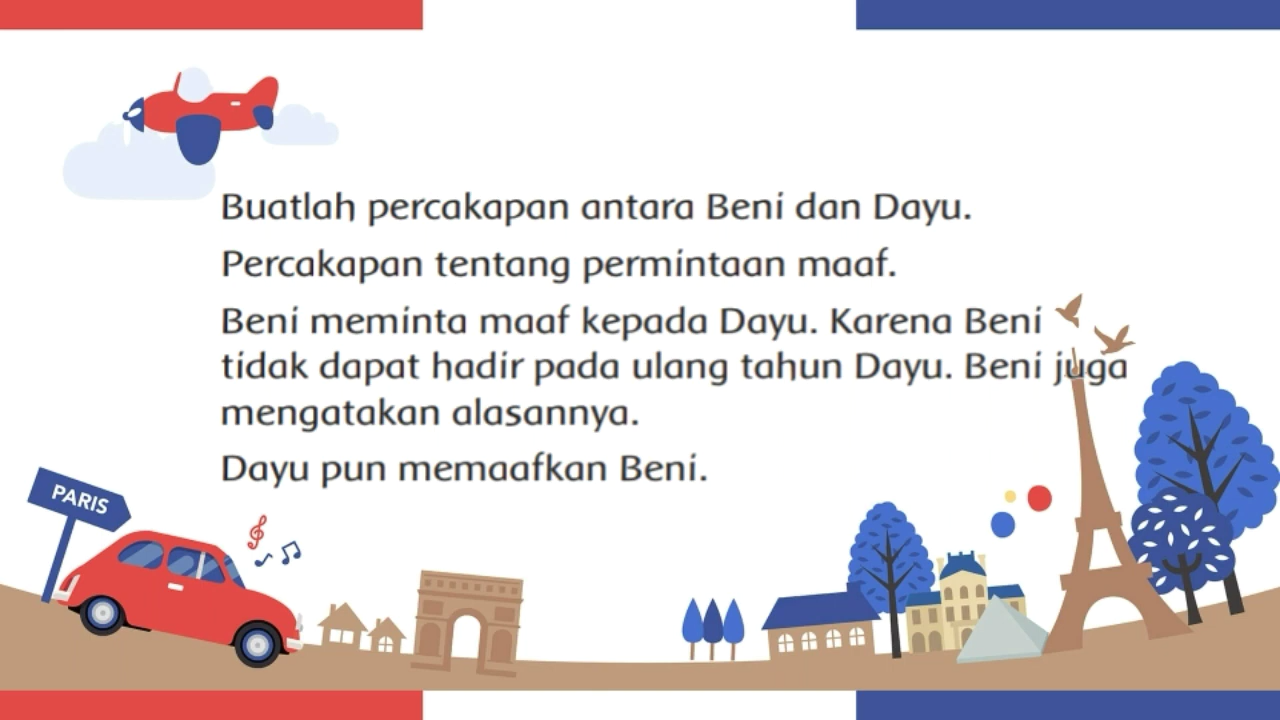 Buatlah percakapan antara Beni dan Dayu.
Percakapan tentang permintaan maaf.
Beni meminta maaf kepada Dayu. Karena Beni
tidak dapat hadir pada ulang tahun Dayu. Beni juga
mengatakan alasannya.
Dayu pun memaafkan Beni.
PARIS